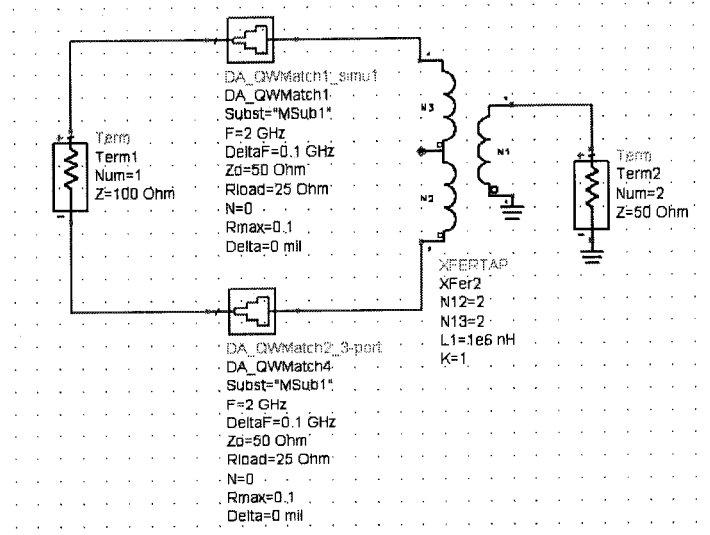 DA_QWMatch1_simu1
DA_QWMatch1
Subst="MSub1"
F=2 GHz
DeltaF=0.1 GHz
Zo=50 Ohm
Rload=25 Ohm
N=0
Rmax=0.1
Delta=0 mil
Term
Term1
Num=1
Z=100 Ohm
N3
N2
N1
Term
Term2
Num=2
Z=50 Ohm
XFERTAP
XFer2
N12=2
N13=2
L1=1e6 nH
K=1
DA_QWMatch2_3-port
DA_QWMatch4
Subst="MSub1"
F=2 GHz
DeltaF=0.1 GHz
Zo=50 Ohm
Rload=25 Ohm
N=0
Rmax=0.1
Delta=0 mil